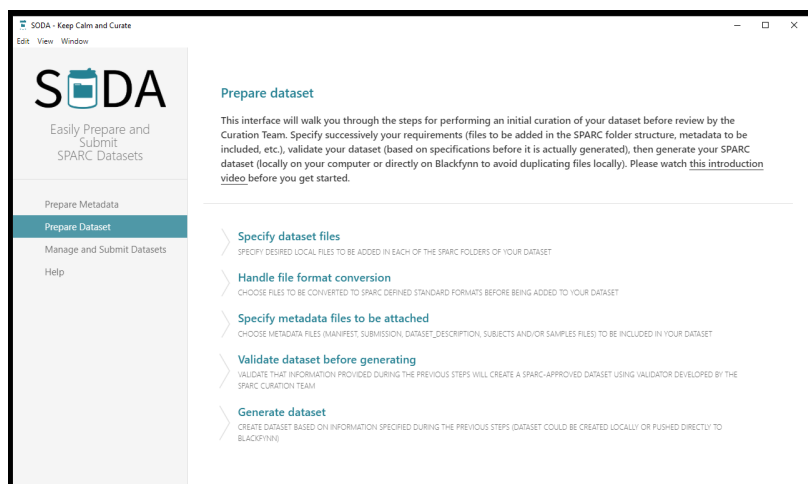 SODA - Keep Calm and Curate
Edit View Window
SODA
Easily Prepare and
Submit
SPARC Datasets
Prepare Metadata
Prepare Dataset
Manage and Submit Datasets
Help
Prepare dataset
This interface will walk you through the steps for performing an initial curation of your dataset before review by the
Curation Team. Specify successively your requirements (files to be added in the SPARC folder structure, metadata to be
included, etc.), validate your dataset (based on specifications before it is actually generated), then generate your SPARC
dataset (locally on your computer or directly on Blackfynn to avoid duplicating files locally). Please watch this introduction
video before you get started.
Specify dataset files
SPECIFY DESIRED LOCAL FILES TO BE ADDED IN EACH OF THE SPARC FOLDERS OF YOUR DATASET
Handle file format conversion
CHOOSE FILES TO BE CONVERTED TO SPARC DEFINED STANDARD FORMATS BEFORE BEING ADDED TO YOUR DATASET
Specify metadata files to be attached
CHOOSE METADATA FILES (MANIFEST, SUBMISSION, DATASET_DESCRIPTION, SUBJECTS AND/OR SAMPLES FILES) TO BE INCLUDED IN YOUR DATASET
Validate dataset before generating
VALIDATE THAT INFORMATION PROVIDED DURING THE PREVIOUS STEPS WILL CREATE A SPARC-APPROVED DATASET USING VALIDATOR DEVELOPED BY THE
SPARC CURATION TEAM
Generate dataset
CREATE DATASET BASED ON INFORMATION SPECIFIED DURING THE PREVIOUS STEPS (DATASET COULD BE CREATED LOCALLY OR PUSHED DIRECTLY TO
BLACKFYNN)